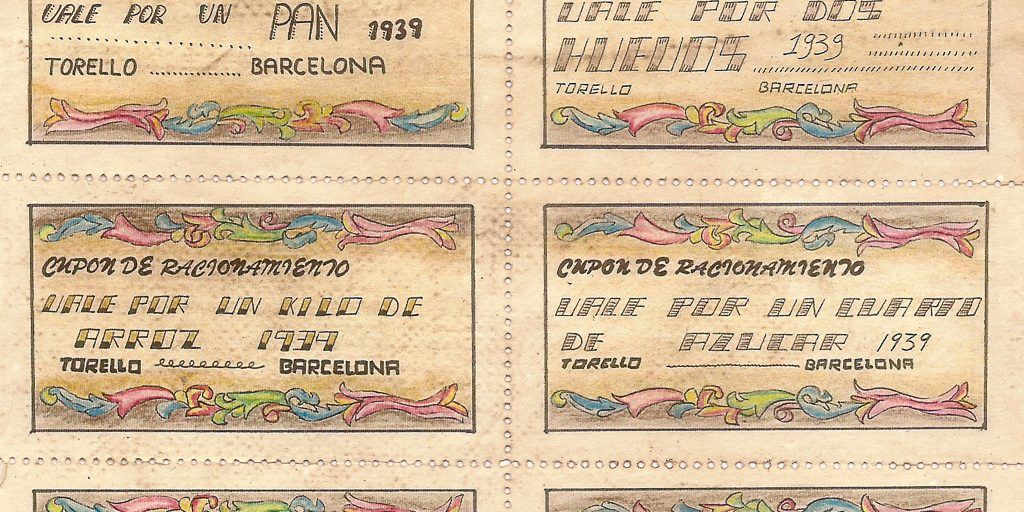 VALE POR UN PAN 1939
TORELLO BARCELONA
VALE POR DOS
HUEVOS 1939
TORELLO BARCELONA
CUPON DE RACIONAMIENTO
VALE POR UN KILO DE
ARROZ 1939
TORELLO BARCELONA
CUPON DE RACIONAMIENTO
VALE POR UN CUARTO
DE AZUCAR 1939
TORELLO BARCELONA